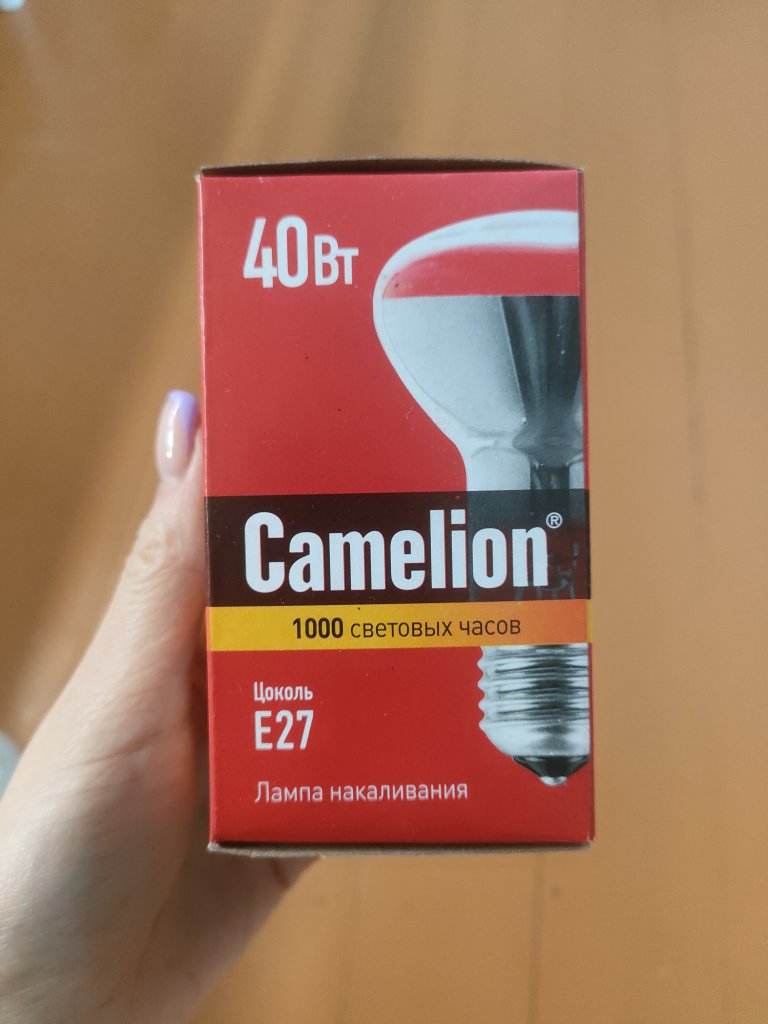 40Вт
Camelion®
1000 световых часов
Цоколь
E27
Лампа накаливания